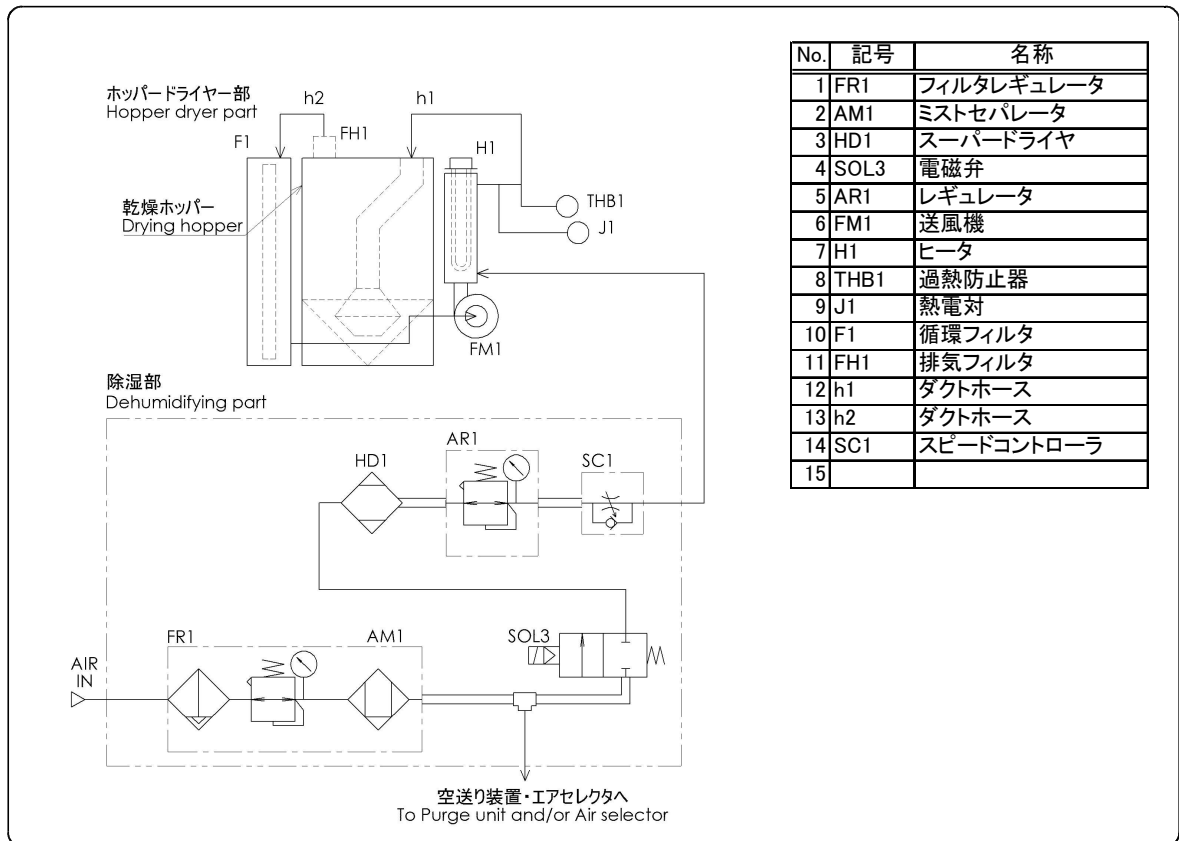 ホッパードライヤー部
Hopper dryer part
h2
h1
F1
FH1
H1
乾燥ホッパー
Drying hopper
THB1
J1
FM1
除湿部
Dehumidifying part
HD1
AR1
SC1
FR1
AM1
SOL3
AIR
IN
空送り装置・エアセレクタへ
To Purge unit and/or Air selector
No. 記号 名称
1 FR1 フィルタレギュレータ
2 AM1 ミストセパレータ
3 HD1 スーパードライヤ
4 SOL3 電磁弁
5 AR1 レギュレータ
6 FM1 送風機
7 H1 ヒータ
8 THB1 過熱防止器
9 J1 熱電対
10 F1 循環フィルタ
11 FH1 排気フィルタ
12 h1 ダクトホース
13 h2 ダクトホース
14 SC1 スピードコントローラ
15